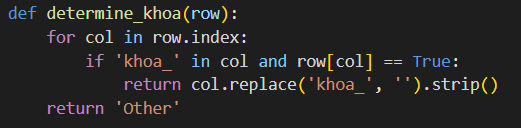 def determine_khoa(row):
    for col in row.index:
        if 'khoa_' in col and row[col] == True:
            return col.replace('khoa_', '').strip()
    return 'Other'